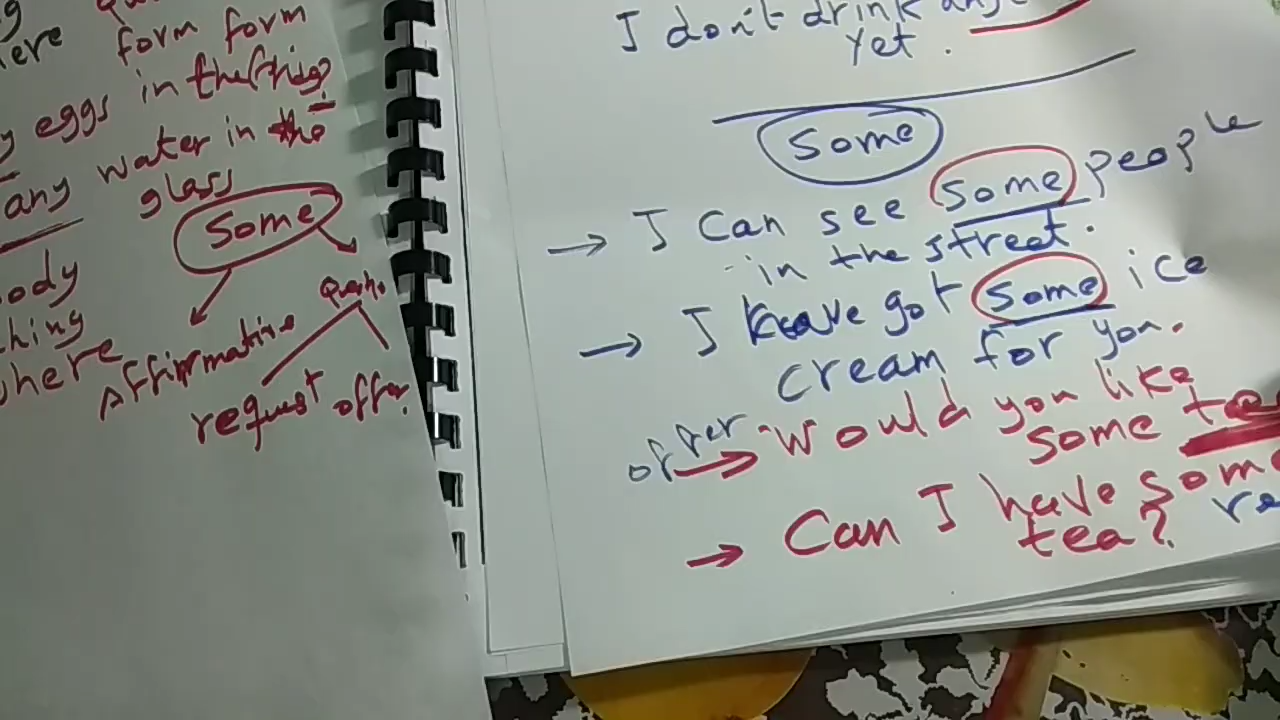 form form
eggs in the fridge
any water in the
glass
Some
Affirmative
request offer.
I don't drink
yet.
Some
→ I can see some people
in the street.
→ I have got some ice
cream for you.
offer → Would you like
some
→ Can I have some
tea?